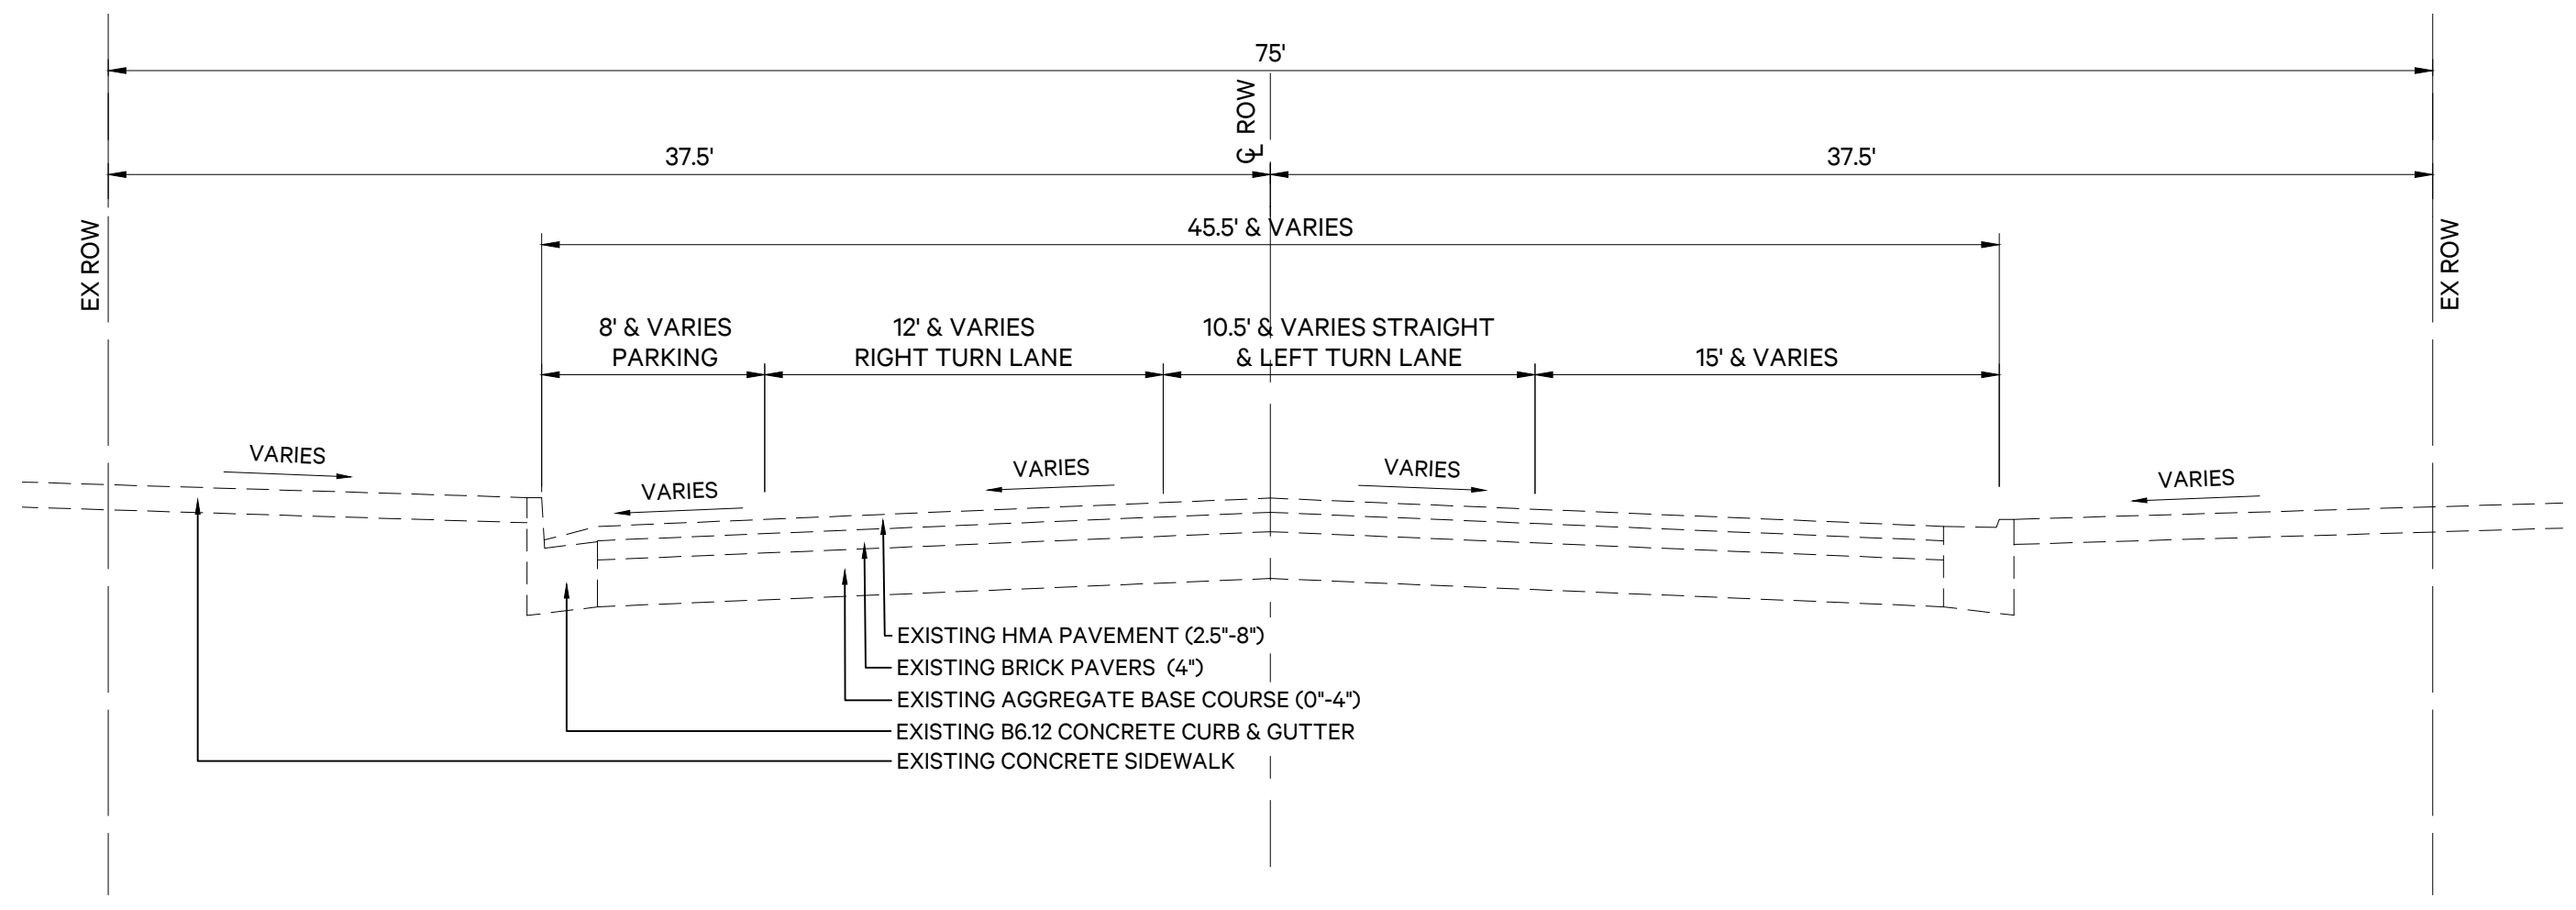 75'
℄ ROW
37.5'
37.5'
EX ROW
45.5' & VARIES
EX ROW
8' & VARIES
PARKING
12' & VARIES
RIGHT TURN LANE
10.5' & VARIES STRAIGHT
& LEFT TURN LANE
15' & VARIES
VARIES
VARIES
VARIES
VARIES
VARIES
EXISTING HMA PAVEMENT (2.5"-8")
EXISTING BRICK PAVERS (4")
EXISTING AGGREGATE BASE COURSE (0"-4")
EXISTING B6.12 CONCRETE CURB & GUTTER
EXISTING CONCRETE SIDEWALK